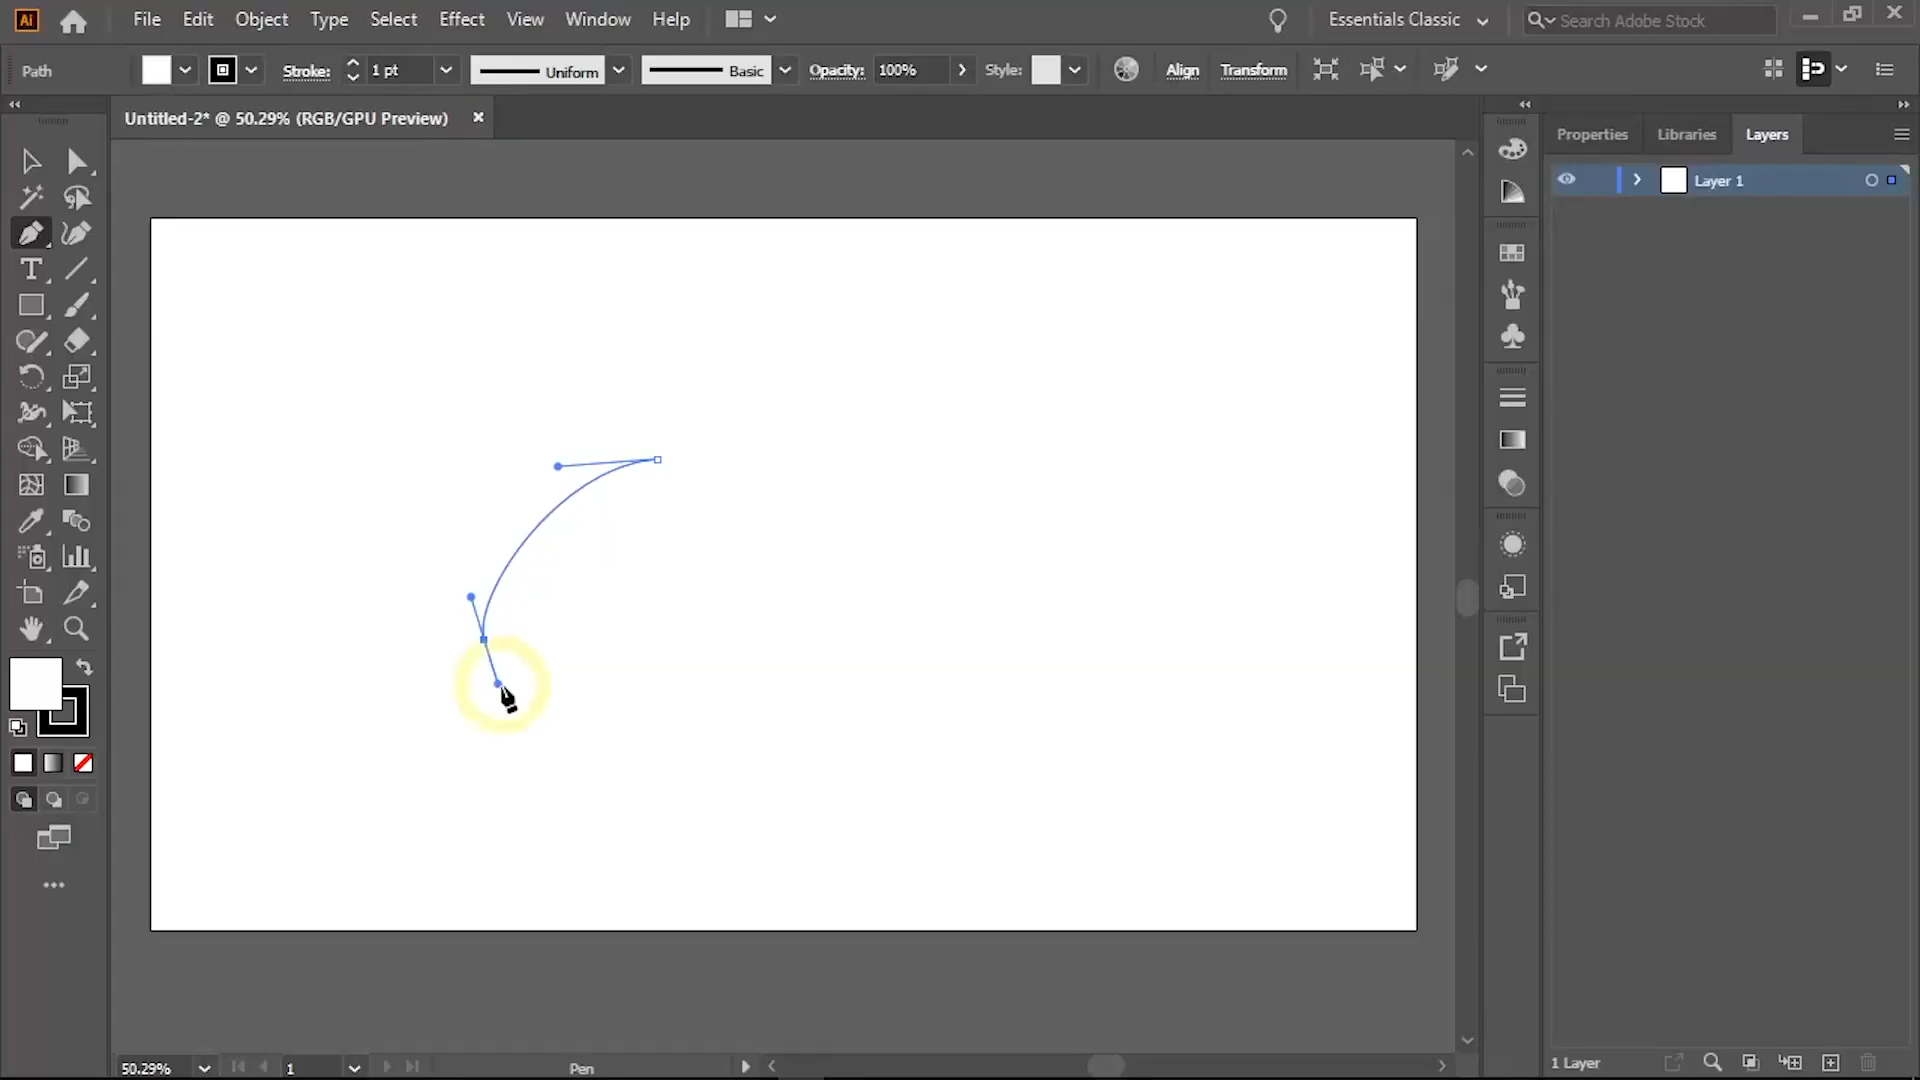 Ai File Edit Object Type Select Effect View Window Help Essentials Classic Search Adobe Stock
Path Stroke: 1 pt Uniform Basic Opacity: 100% Style: Align Transform
Untitled-2* @ 50.29% (RGB/GPU Preview)
Properties Libraries Layers
Layer 1
50.29% 1 Pen
1 Layer